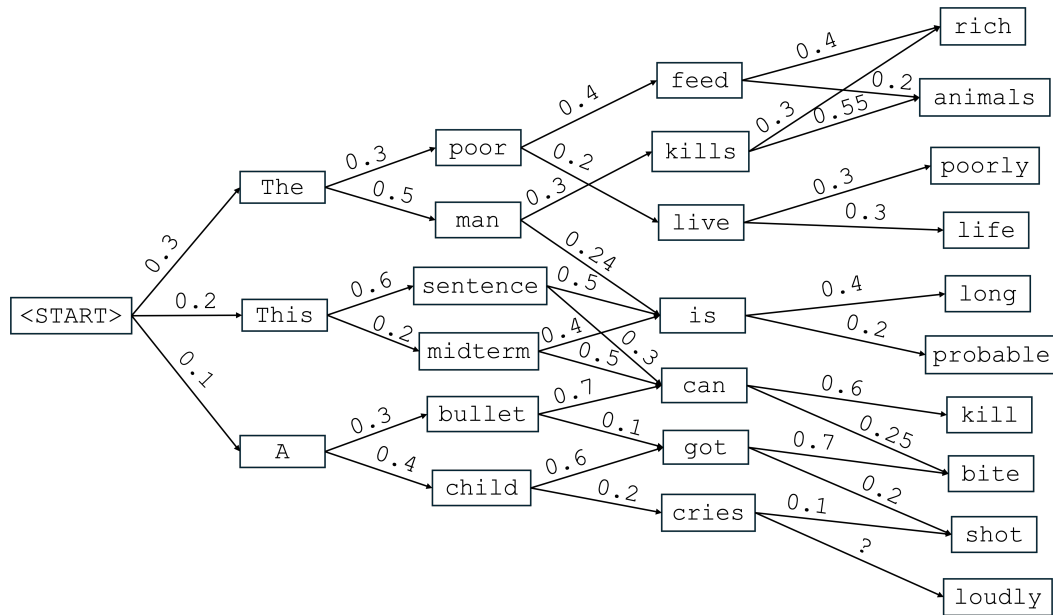 <START>
0.3
0.2
0.1
The
This
A
0.3
0.5
0.6
0.2
0.3
0.4
poor
man
sentence
midterm
bullet
child
0.4
0.2
0.3
0.24
0.5
0.3
0.4
0.5
0.7
0.1
0.6
0.2
feed
kills
live
is
can
got
cries
0.4
0.2
0.3
0.55
0.3
0.3
0.4
0.2
0.6
0.25
0.7
0.2
0.1
?
rich
animals
poorly
life
long
probable
kill
bite
shot
loudly